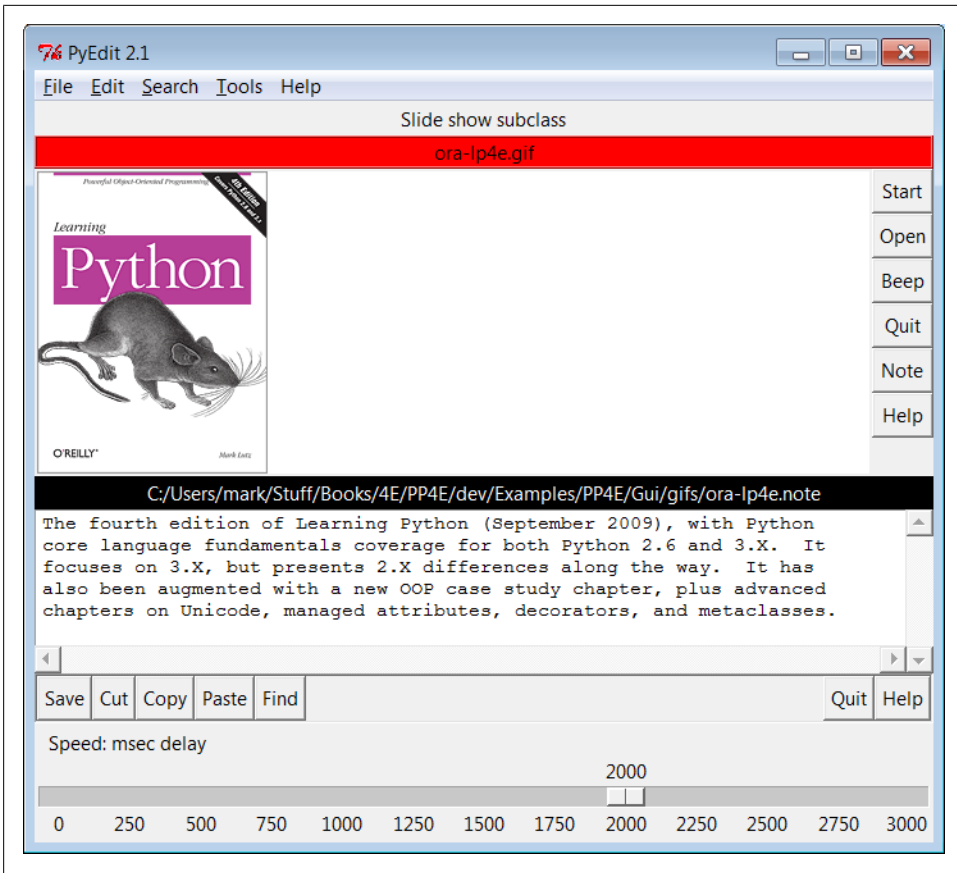 PyEdit 2.1
File Edit Search Tools Help
Slide show subclass
ora-lp4e.gif
Powerful Object-Oriented Programming
4th Edition
Covers Python 2.6 and 3.x
Learning
Python
O'REILLY®
Mark Lutz
Start
Open
Beep
Quit
Note
Help
C:/Users/mark/Stuff/Books/4E/PP4E/dev/Examples/PP4E/Gui/gifs/ora-lp4e.note
The fourth edition of Learning Python (September 2009), with Python
core language fundamentals coverage for both Python 2.6 and 3.X.  It
focuses on 3.X, but presents 2.X differences along the way.  It has
also been augmented with a new OOP case study chapter, plus advanced
chapters on Unicode, managed attributes, decorators, and metaclasses.
Save Cut Copy Paste Find Quit Help
Speed: msec delay
2000
0 250 500 750 1000 1250 1500 1750 2000 2250 2500 2750 3000